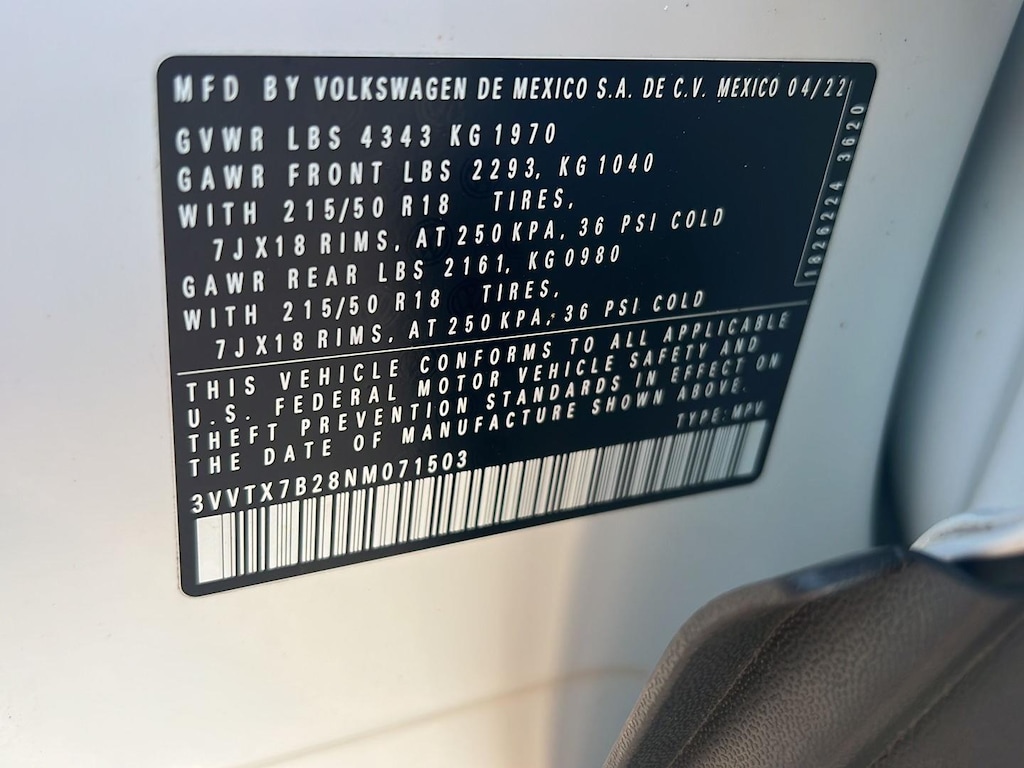 MFD BY VOLKSWAGEN DE MEXICO S.A. DE C.V. MEXICO 04/22
GVWR LBS 4343 KG 1970
GAWR FRONT LBS 2293, KG 1040
WITH 215/50 R18 TIRES,
7JX18 RIMS, AT 250 KPA, 36 PSI COLD
GAWR REAR LBS 2161, KG 0980
WITH 215/50 R18 TIRES,
7JX18 RIMS, AT 250 KPA, 36 PSI COLD
THIS VEHICLE CONFORMS TO ALL APPLICABLE
U.S. FEDERAL MOTOR VEHICLE SAFETY AND
THEFT PREVENTION STANDARDS IN EFFECT ON
THE DATE OF MANUFACTURE SHOWN ABOVE.
TYPE: MPV
3VVTX7B28NM071503
1826224 3620